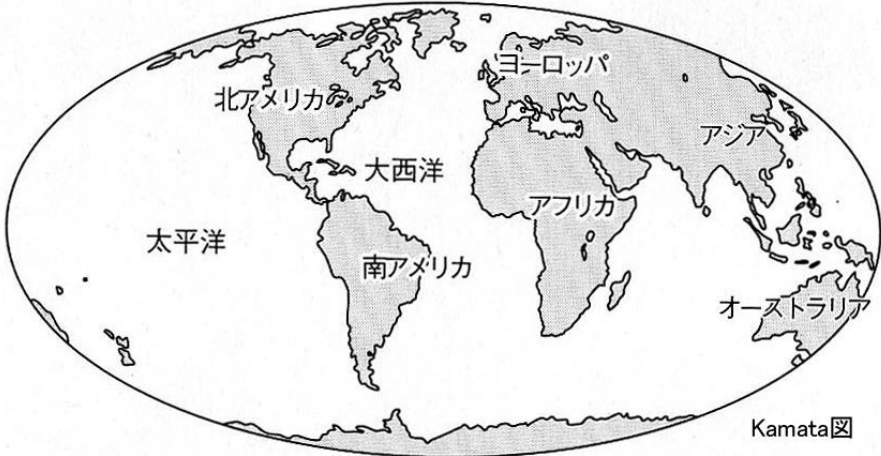 ヨーロッパ
北アメリカ
アジア
大西洋
アフリカ
太平洋
南アメリカ
オーストラリア
Kamata図